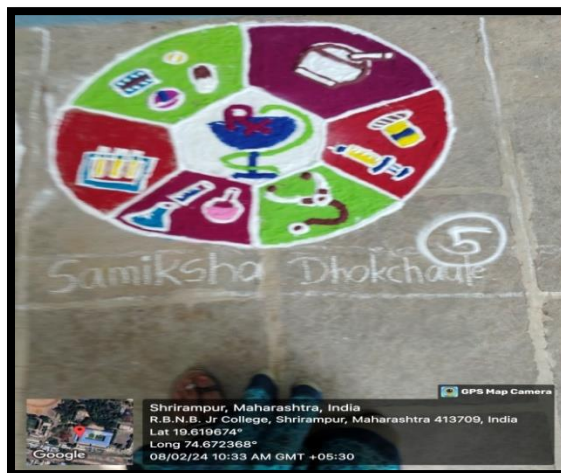 Rx
5
Samiksha Dhokchaule
GPS Map Camera
Shrirampur, Maharashtra, India
R.B.N.B. Jr College, Shrirampur, Maharashtra 413709, India
Lat 19.619674°
Long 74.672368°
08/02/24 10:33 AM GMT +05:30
Google